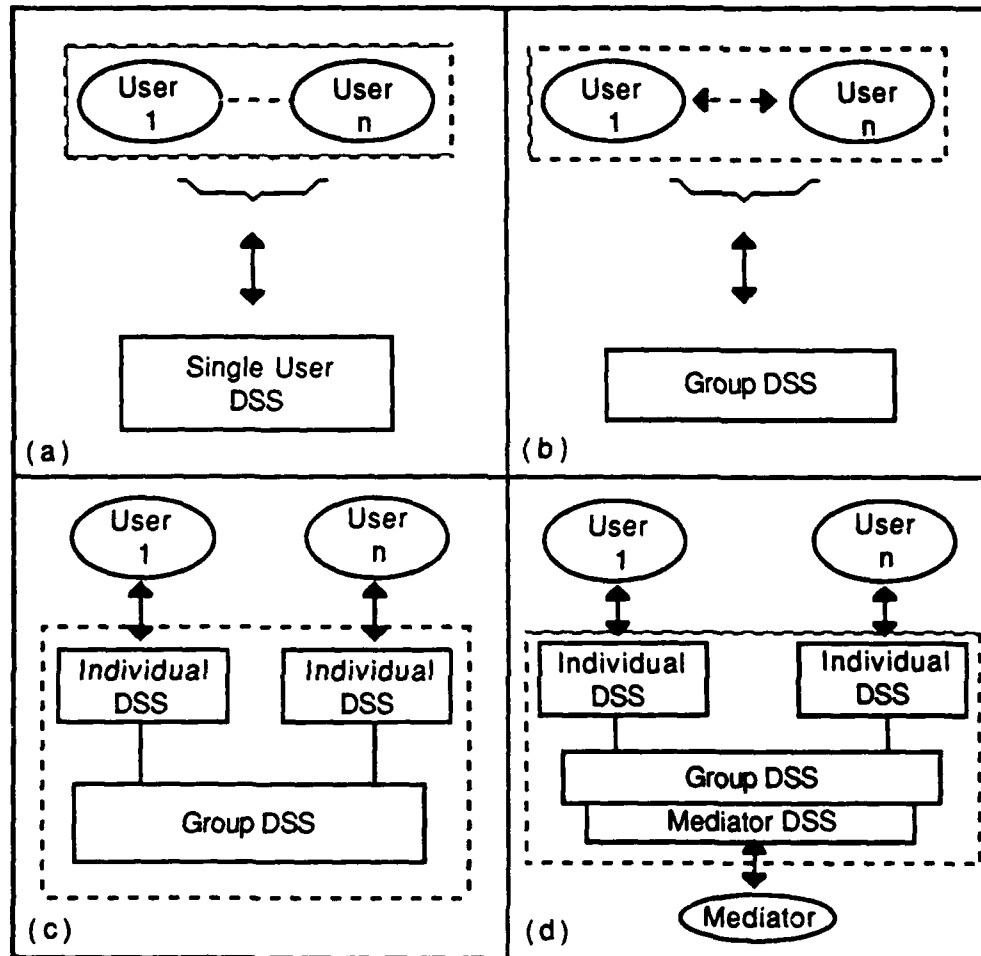 User
1
User
n
Single User
DSS
(a)
User
1
User
n
Group DSS
(b)
User
1
User
n
Individual
DSS
Individual
DSS
Group DSS
(c)
User
1
User
n
Individual
DSS
Individual
DSS
Group DSS
Mediator DSS
Mediator
(d)